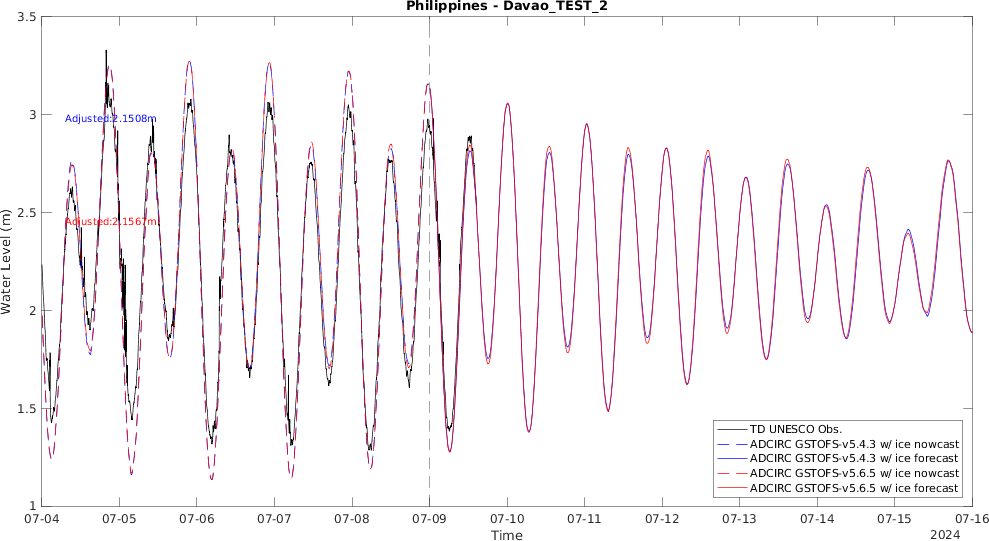 Philippines - Davao_TEST_2
3.5
3
2.5
2
1.5
1
Water Level (m)
Adjusted:2.1508m
Adjusted:2.1567m
TD UNESCO Obs.
ADCIRC GSTOFS-v5.4.3 w/ ice nowcast
ADCIRC GSTOFS-v5.4.3 w/ ice forecast
ADCIRC GSTOFS-v5.6.5 w/ ice nowcast
ADCIRC GSTOFS-v5.6.5 w/ ice forecast
07-04 07-05 07-06 07-07 07-08 07-09 07-10 07-11 07-12 07-13 07-14 07-15 07-16
Time
2024